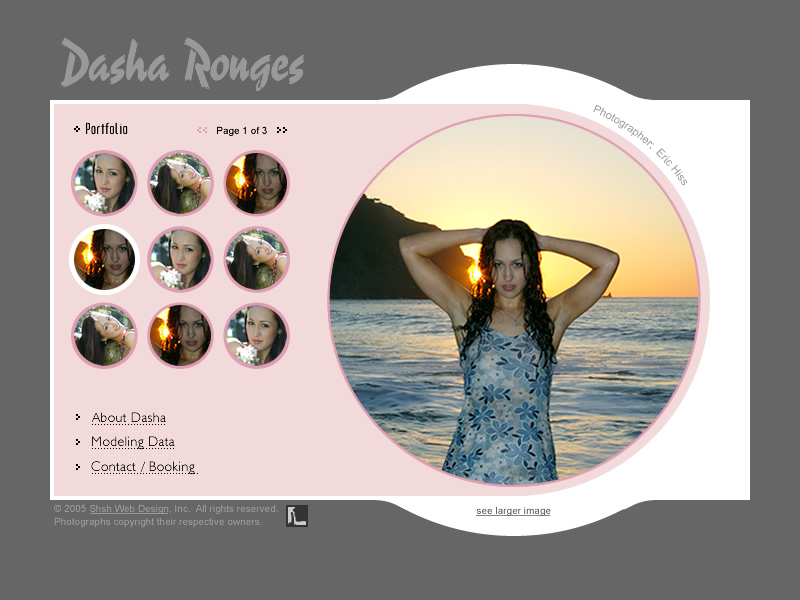 Dasha Ronges
Photographer: Eric Hiss
Portfolio
Page 1 of 3
About Dasha
Modeling Data
Contact / Booking
see larger image
© 2005 Shsh Web Design, Inc. All rights reserved.
Photographs copyright their respective owners.